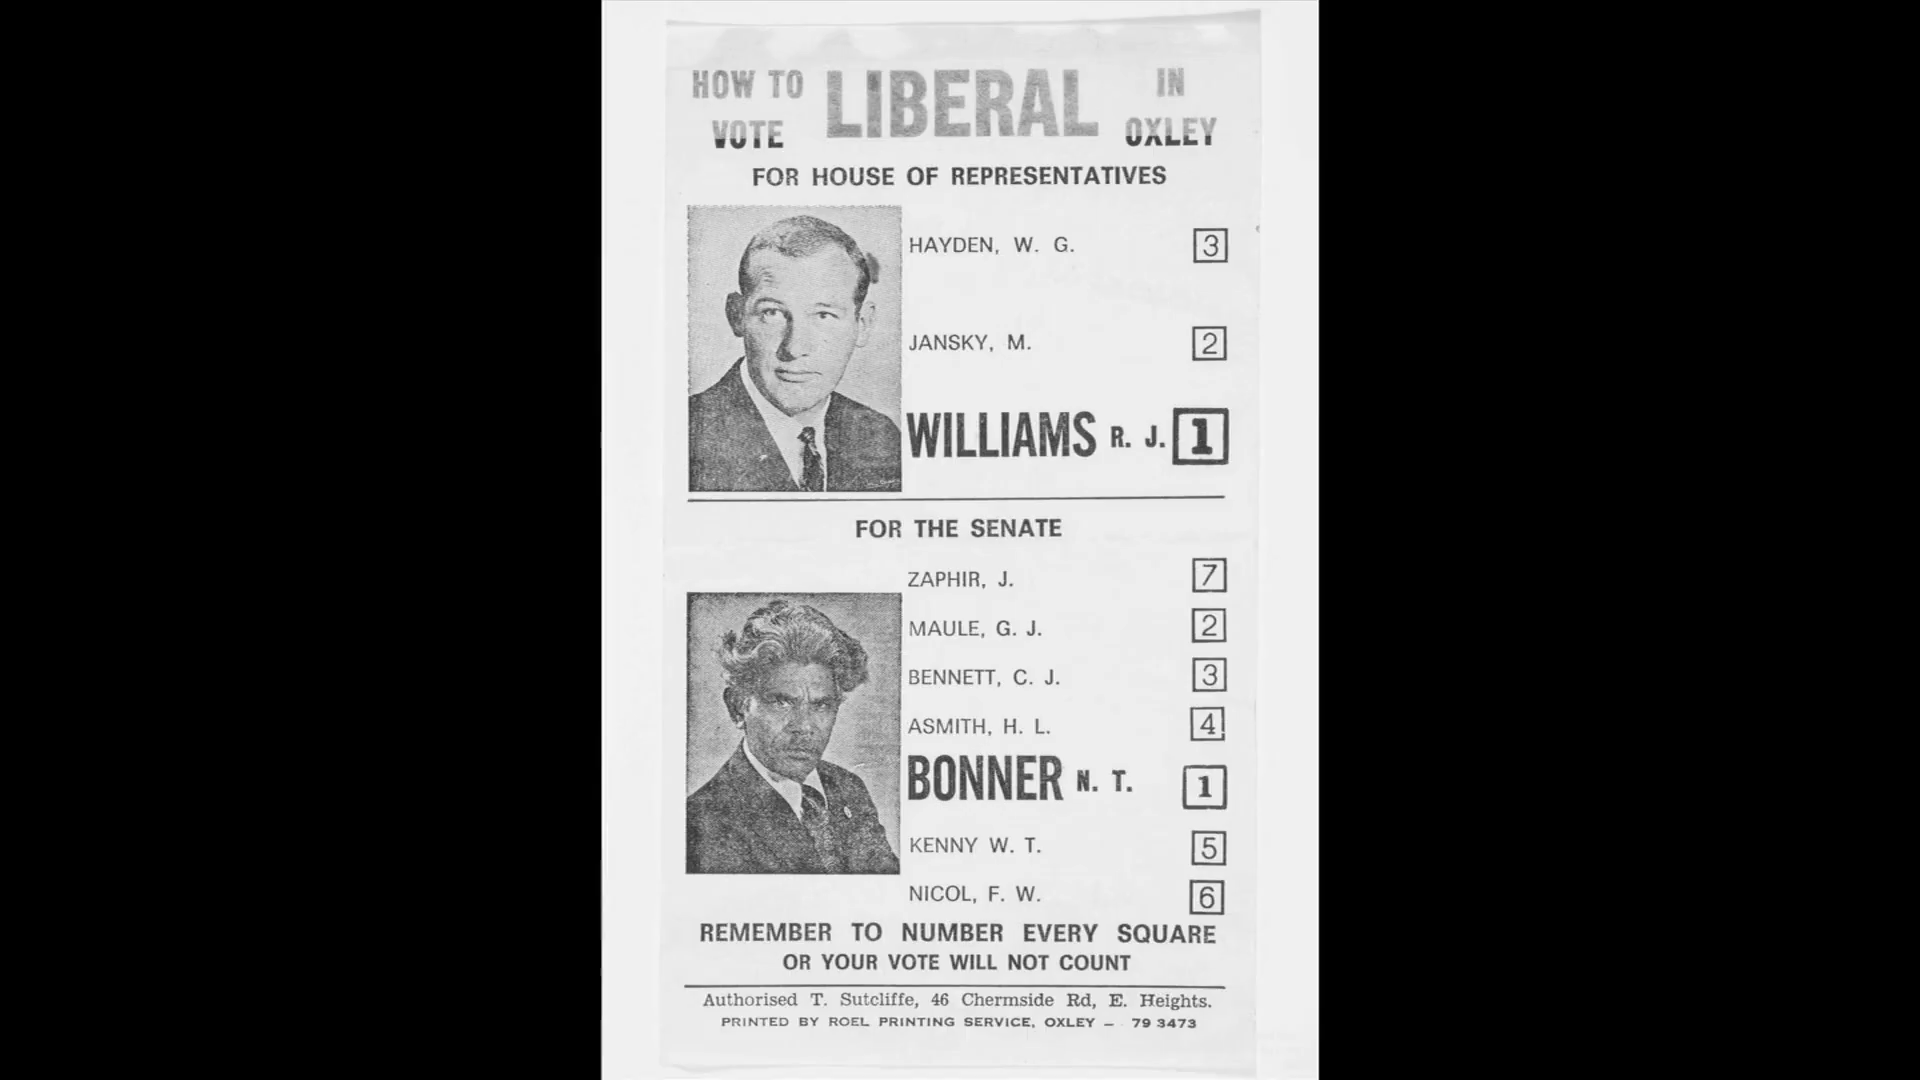 HOW TO VOTE LIBERAL IN OXLEY
FOR HOUSE OF REPRESENTATIVES
HAYDEN, W. G. 3
JANSKY, M. 2
WILLIAMS R. J. 1
FOR THE SENATE
ZAPHIR, J. 7
MAULE, G. J. 2
BENNETT, C. J. 3
ASMITH, H. L. 4
BONNER N. T. 1
KENNY W. T. 5
NICOL, F. W. 6
REMEMBER TO NUMBER EVERY SQUARE
OR YOUR VOTE WILL NOT COUNT
Authorised T. Sutcliffe, 46 Chermside Rd, E. Heights.
PRINTED BY ROEL PRINTING SERVICE, OXLEY – 79 3473